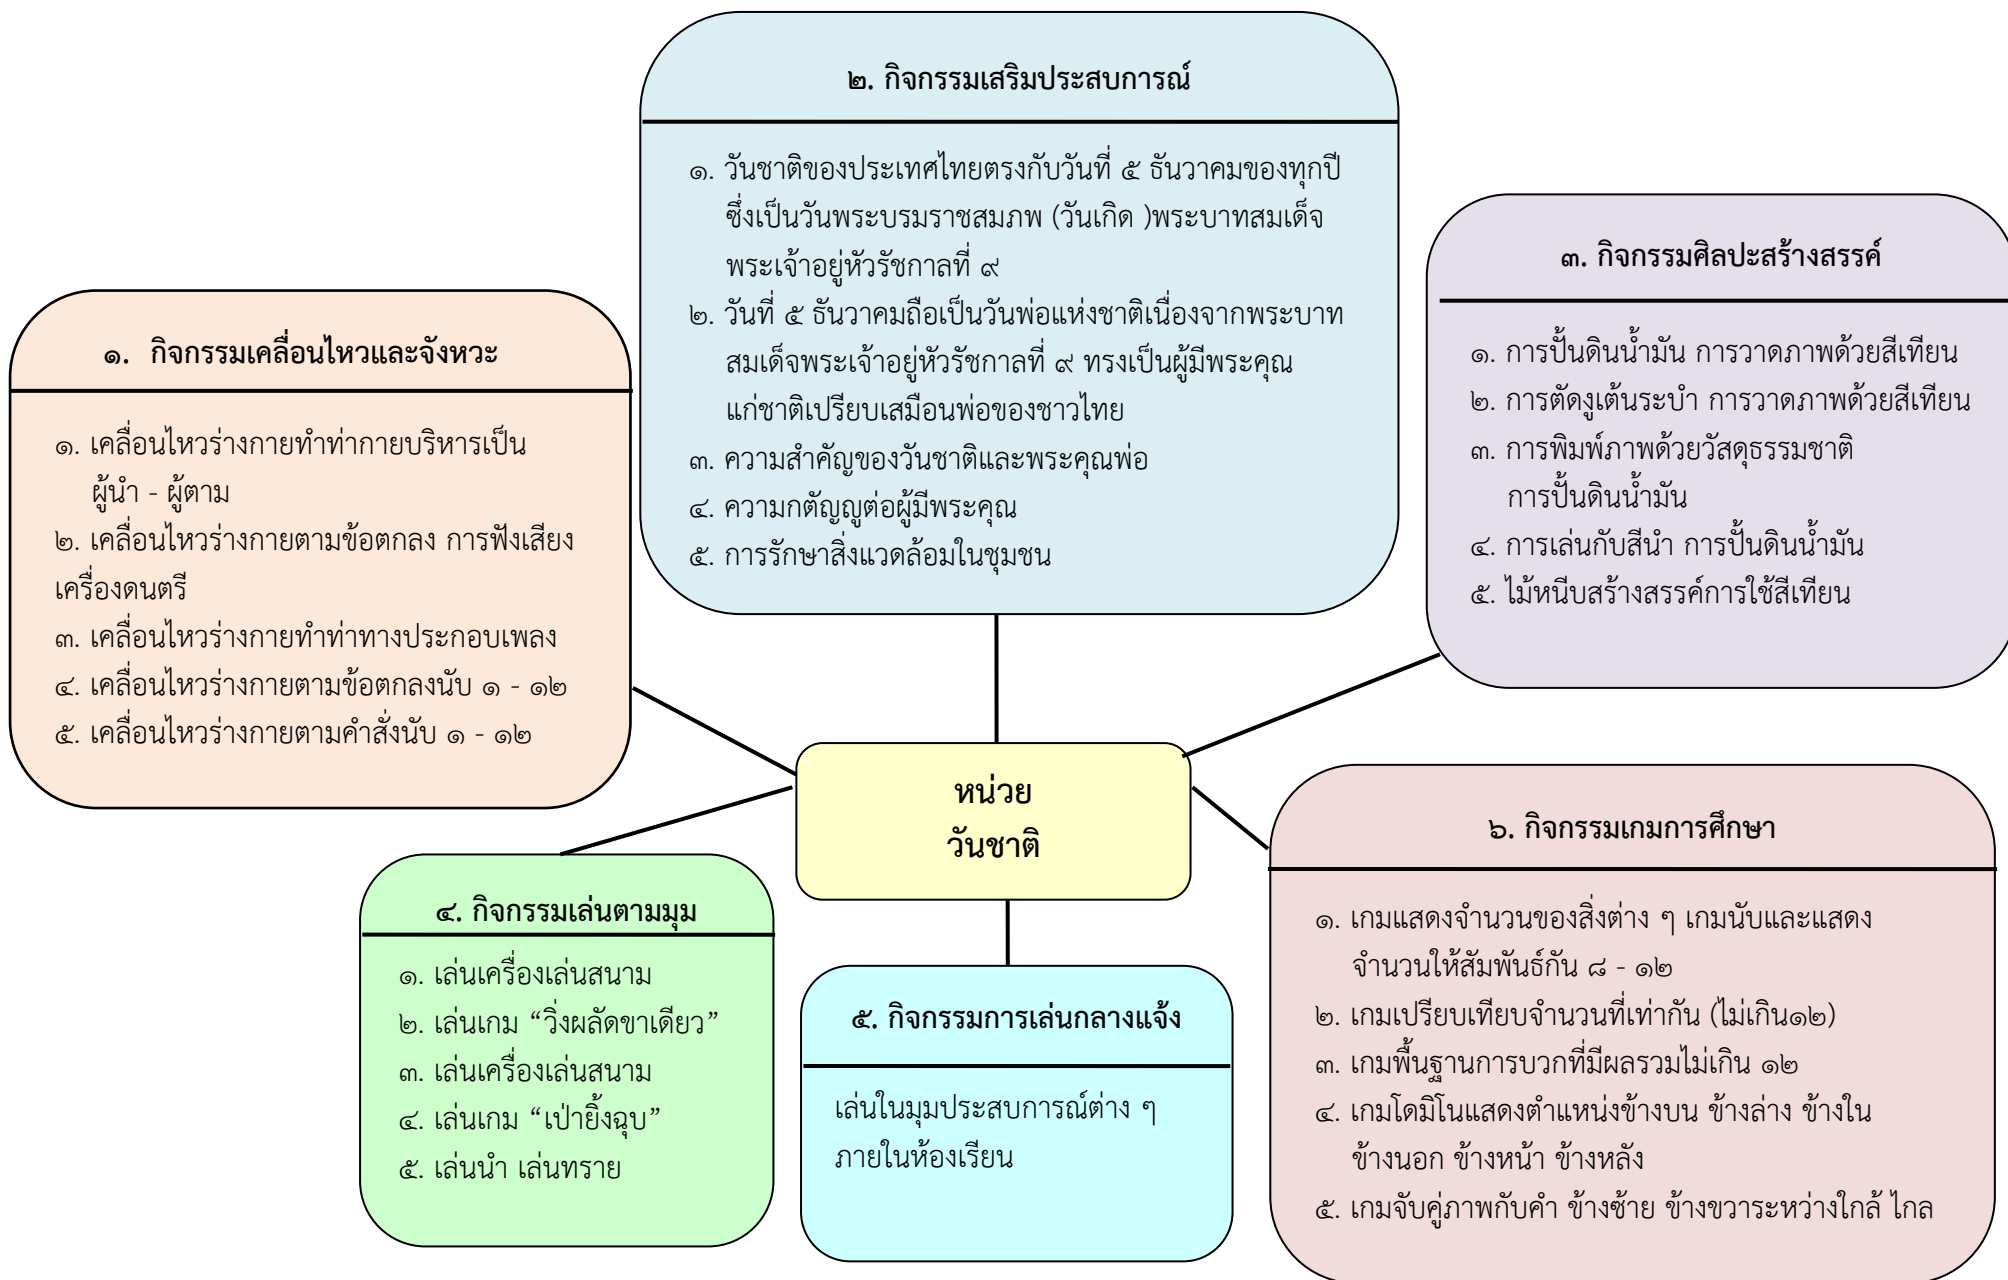 ๒. กิจกรรมเสริมประสบการณ์
๑. วันชาติของประเทศไทยตรงกับวันที่ ๕ ธันวาคมของทุกปี
ซึ่งเป็นวันพระบรมราชสมภพ (วันเกิด )พระบาทสมเด็จ
พระเจ้าอยู่หัวรัชกาลที่ ๙
๒. วันที่ ๕ ธันวาคมถือเป็นวันพ่อแห่งชาติเนื่องจากพระบาท
สมเด็จพระเจ้าอยู่หัวรัชกาลที่ ๙ ทรงเป็นผู้มีพระคุณ
แก่ชาติเปรียบเสมือนพ่อของชาวไทย
๓. ความสำคัญของวันชาติและพระคุณพ่อ
๔. ความกตัญญูต่อผู้มีพระคุณ
๕. การรักษาสิ่งแวดล้อมในชุมชน
๓. กิจกรรมศิลปะสร้างสรรค์
๑. การปั้นดินน้ำมัน การวาดภาพด้วยสีเทียน
๒. การตัดงูเต้นระบำ การวาดภาพด้วยสีเทียน
๓. การพิมพ์ภาพด้วยวัสดุธรรมชาติ
การปั้นดินน้ำมัน
๔. การเล่นกับสีนำ การปั้นดินน้ำมัน
๕. ไม้หนีบสร้างสรรค์การใช้สีเทียน
๑. กิจกรรมเคลื่อนไหวและจังหวะ
๑. เคลื่อนไหวร่างกายทำท่ากายบริหารเป็น
ผู้นำ - ผู้ตาม
๒. เคลื่อนไหวร่างกายตามข้อตกลง การฟังเสียง
เครื่องดนตรี
๓. เคลื่อนไหวร่างกายทำท่าทางประกอบเพลง
๔. เคลื่อนไหวร่างกายตามข้อตกลงนับ ๑ - ๑๒
๕. เคลื่อนไหวร่างกายตามคำสั่งนับ ๑ - ๑๒
หน่วย
วันชาติ
๔. กิจกรรมเล่นตามมุม
๑. เล่นเครื่องเล่นสนาม
๒. เล่นเกม “วิ่งผลัดขาเดียว”
๓. เล่นเครื่องเล่นสนาม
๔. เล่นเกม “เป่ายิ้งฉุบ”
๕. เล่นนำ เล่นทราย
๕. กิจกรรมการเล่นกลางแจ้ง
เล่นในมุมประสบการณ์ต่าง ๆ
ภายในห้องเรียน
๖. กิจกรรมเกมการศึกษา
๑. เกมแสดงจำนวนของสิ่งต่าง ๆ เกมนับและแสดง
จำนวนให้สัมพันธ์กัน ๘ - ๑๒
๒. เกมเปรียบเทียบจำนวนที่เท่ากัน (ไม่เกิน๑๒)
๓. เกมพื้นฐานการบวกที่มีผลรวมไม่เกิน ๑๒
๔. เกมโดมิโนแสดงตำแหน่งข้างบน ข้างล่าง ข้างใน
ข้างนอก ข้างหน้า ข้างหลัง
๕. เกมจับคู่ภาพกับคำ ข้างซ้าย ข้างขวาระหว่างใกล้ ไกล